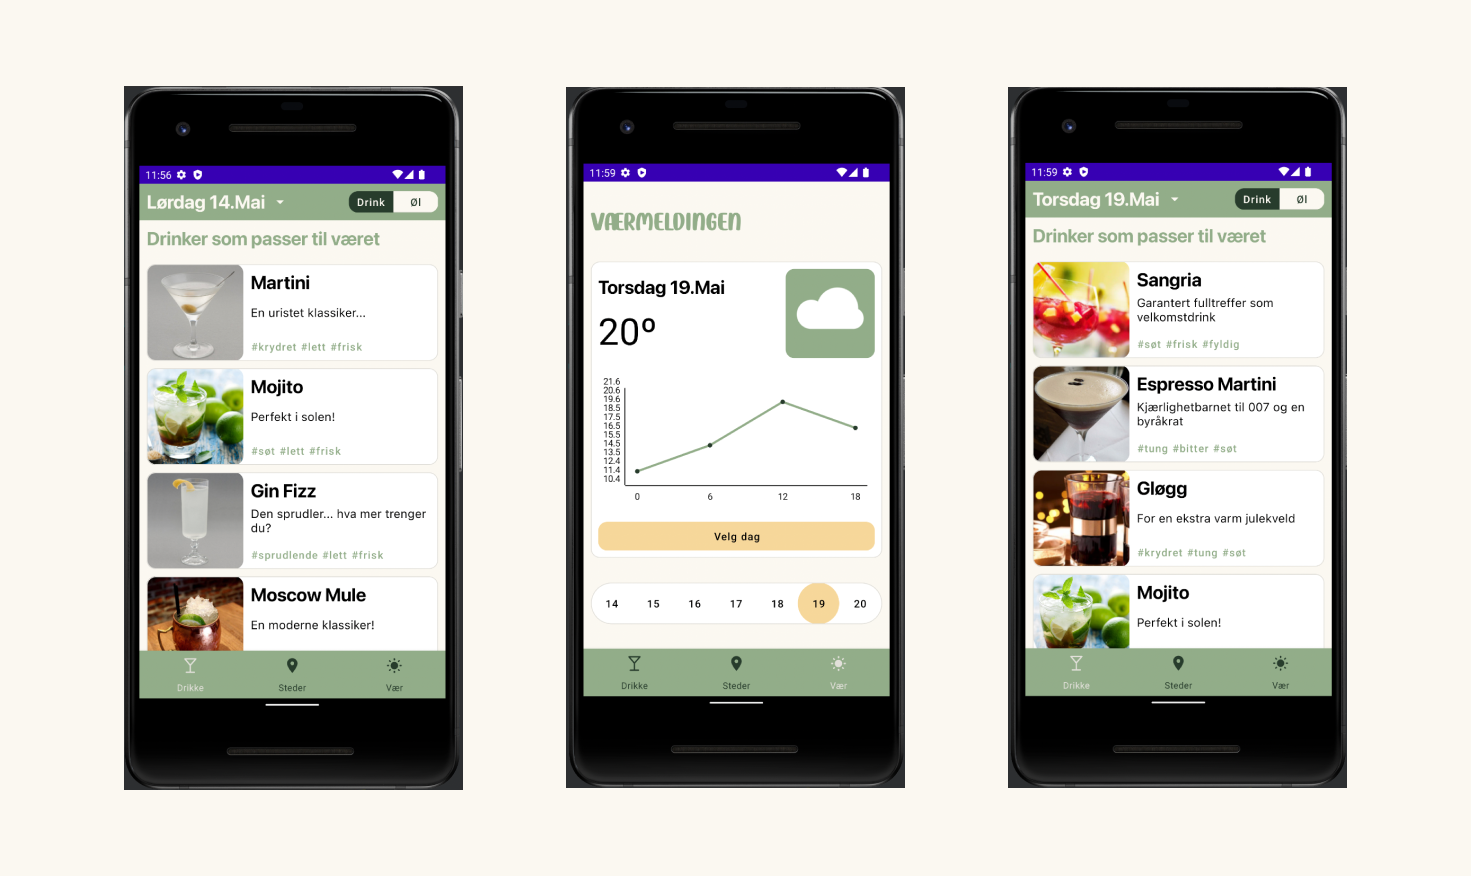 11:56
Lørdag 14.Mai
Drink Øl
Drinker som passer til været
Martini
En uristet klassiker...
#krydret #lett #frisk
Mojito
Perfekt i solen!
#søt #lett #frisk
Gin Fizz
Den sprudler... hva mer trenger
du?
#sprudlende #lett #frisk
Moscow Mule
En moderne klassiker!
Drikke Steder Vær
11:59
VÆRMELDINGEN
Torsdag 19.Mai
20º
21.6
20.6
19.6
18.5
17.5
16.5
15.5
14.5
13.5
12.4
11.4
10.4
0 6 12 18
Velg dag
14 15 16 17 18 19 20
Drikke Steder Vær
11:59
Torsdag 19.Mai
Drink Øl
Drinker som passer til været
Sangria
Garantert fulltreffer som
velkomstdrink
#søt #frisk #fyldig
Espresso Martini
Kjærlighetbarnet til 007 og en
byråkrat
#tung #bitter #søt
Gløgg
For en ekstra varm julekveld
#krydret #tung #søt
Mojito
Perfekt i solen!
Drikke Steder Vær